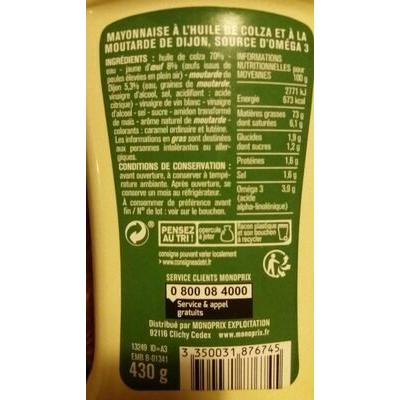 MAYONNAISE À L'HUILE DE COLZA ET À LA
MOUTARDE DE DIJON, SOURCE D'OMÉGA 3
INGRÉDIENTS : huile de colza 70% -
eau - jaune d'œuf 8% (œufs issus de
poules élevées en plein air) - moutarde de
Dijon 5,3% (eau, graines de moutarde,
vinaigre d'alcool, sel, acidifiant : acide
citrique) - vinaigre de vin blanc - vinaigre
d'alcool - sel - sucre - amidon transformé
de maïs - arôme naturel de moutarde -
colorants : caramel ordinaire et lutéine.
Les informations en gras sont destinées
aux personnes intolérantes ou aller-
giques.
CONDITIONS DE CONSERVATION :
avant ouverture, à conserver à tempéra-
ture ambiante. Après ouverture, se
conserve un mois au réfrigérateur.
À consommer de préférence avant
fin / N° de lot : voir sur le bouchon.
INFORMATIONS
NUTRITIONNELLES pour
MOYENNES 100 g
2771 kJ
Energie 673 kcal
Matières grasses 73 g
dont saturées 6,1 g
Glucides 1,9 g
dont sucres 1,2 g
Protéines 1,6 g
Sel 1,6 g
Oméga 3 3,9 g
(acide
alpha-linolénique)
PENSEZ
AU TRI !
opercule
à jeter
flacon plastique
et son bouchon
à recycler
consigne pouvant varier localement
> www.consignesdetri.fr
SERVICE CLIENTS MONOPRIX
0 800 08 4000
Service & appel
gratuits
Distribué par MONOPRIX EXPLOITATION
92116 Clichy Cedex www.monoprix.fr
13249 ID=A3
EMB B-01341
430 g
3 350031 876745